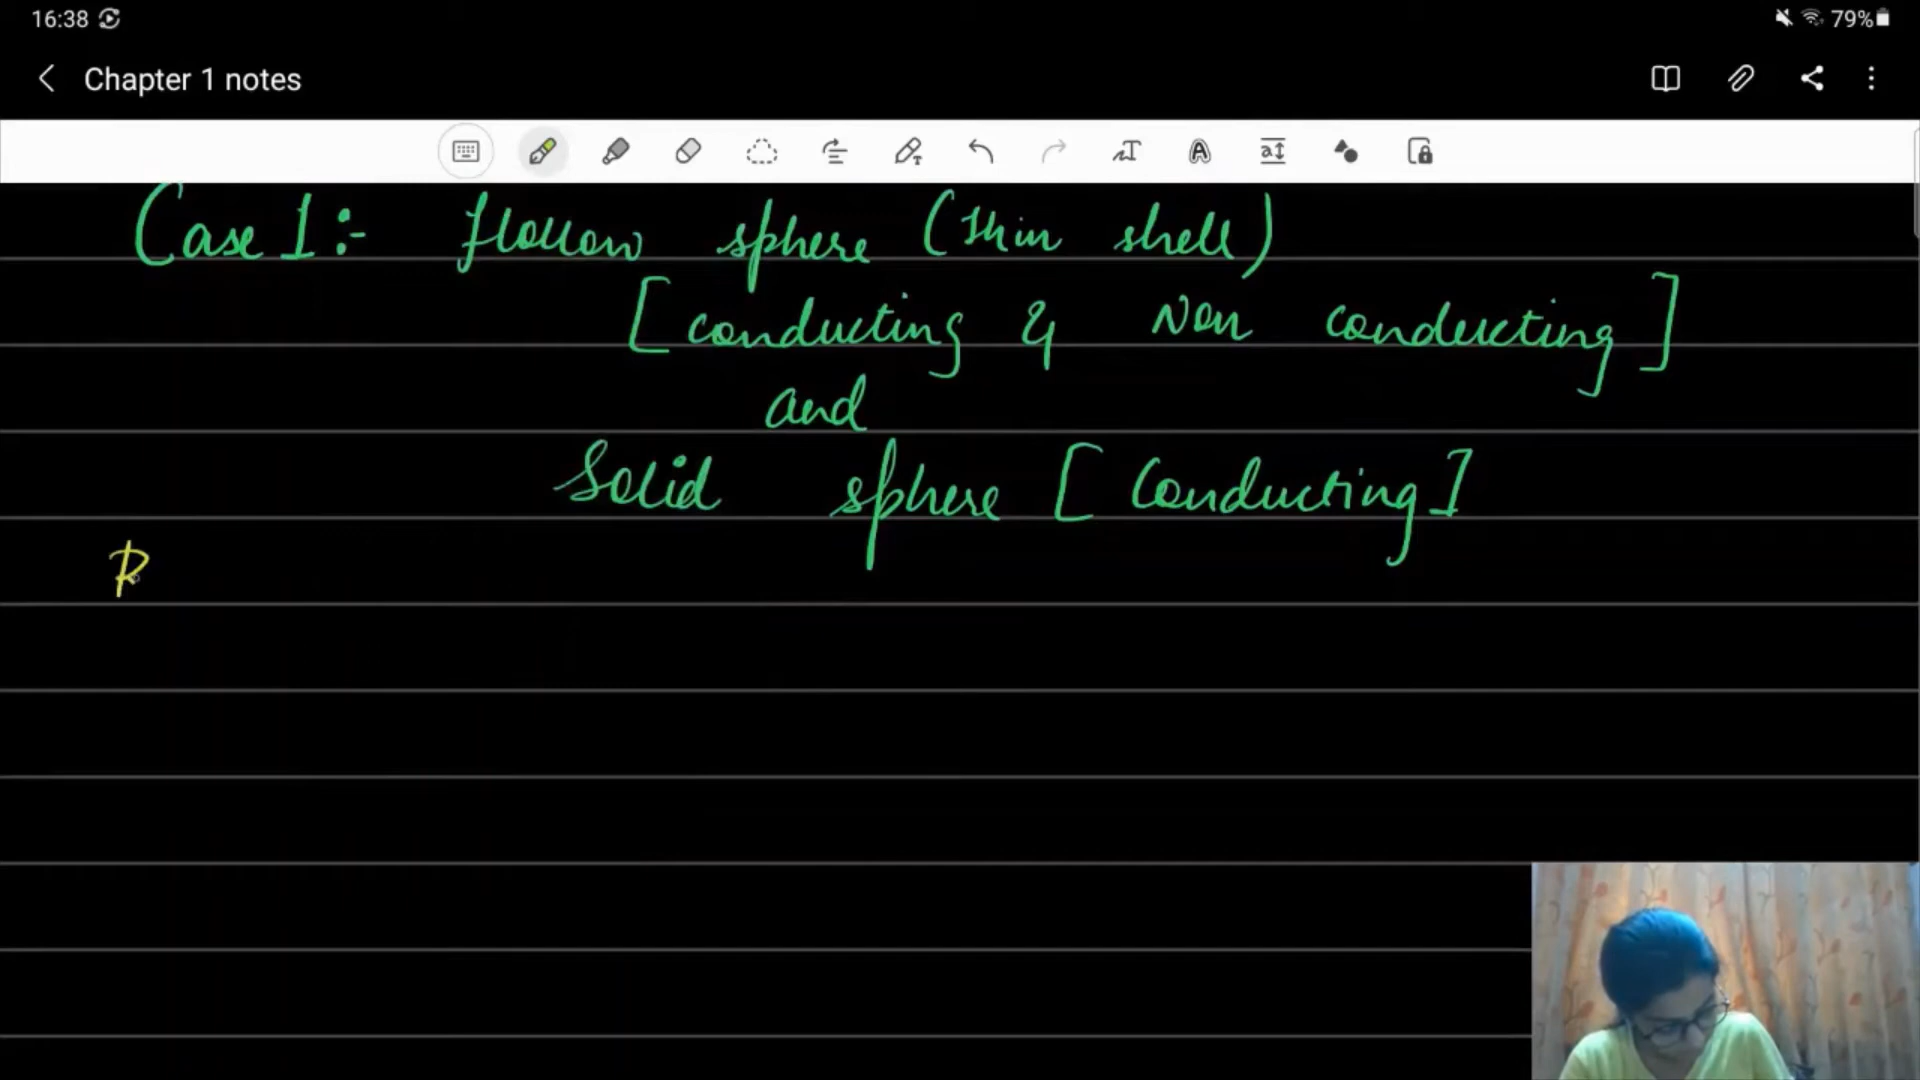 16:38 79%
Chapter 1 notes
Case 1:- Hollow sphere (thin shell)
[conducting & Non conducting]
and
Solid sphere [Conducting]
R